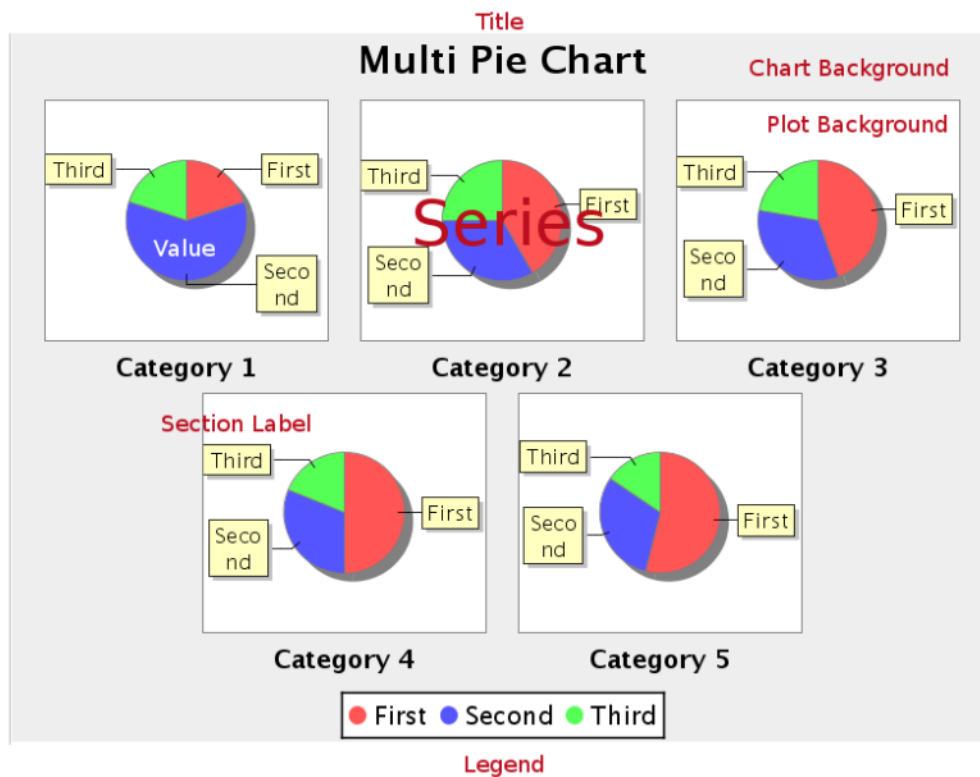 Title
Multi Pie Chart
Chart Background
Plot Background
Third
First
Value
Seco
nd
Third
Series
First
Seco
nd
Third
First
Seco
nd
Category 1
Category 2
Category 3
Section Label
Third
First
Seco
nd
Third
First
Seco
nd
Category 4
Category 5
First Second Third
Legend